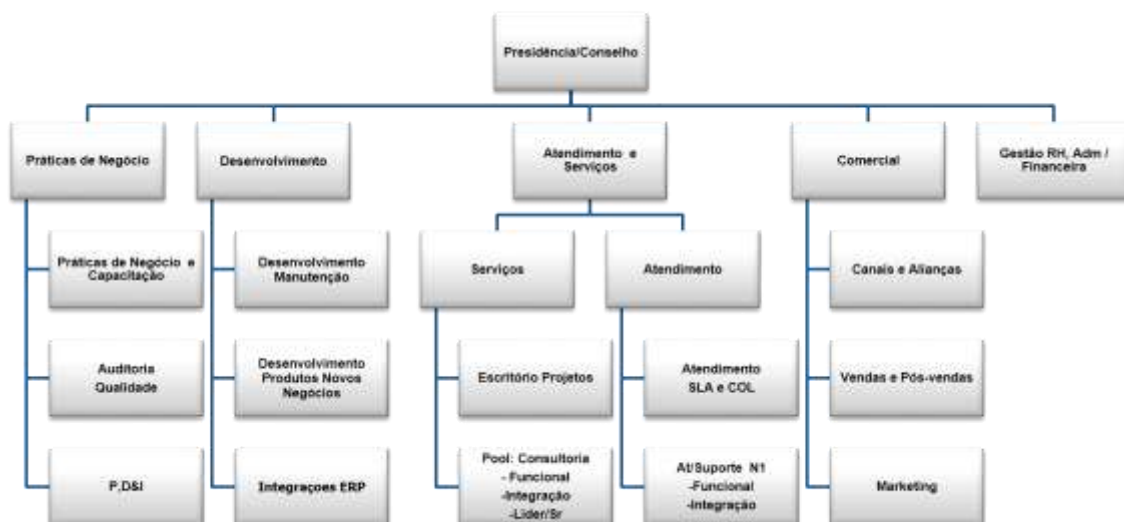 Presidência/Conselho
Práticas de Negócio
Desenvolvimento
Atendimento e
Serviços
Comercial
Gestão RH, Adm /
Financeira
Práticas de Negócio e
Capacitação
Desenvolvimento
Manutenção
Serviços
Atendimento
Canais e Alianças
Auditoria
Qualidade
Desenvolvimento
Produtos Novos
Negócios
Escritório Projetos
Atendimento
SLA e COL
Vendas e Pós-vendas
P,D&I
Integraçoes ERP
Pool: Consultoria
- Funcional
-Integração
-Líder/Sr
At/Suporte N1
-Funcional
-Integração
Marketing